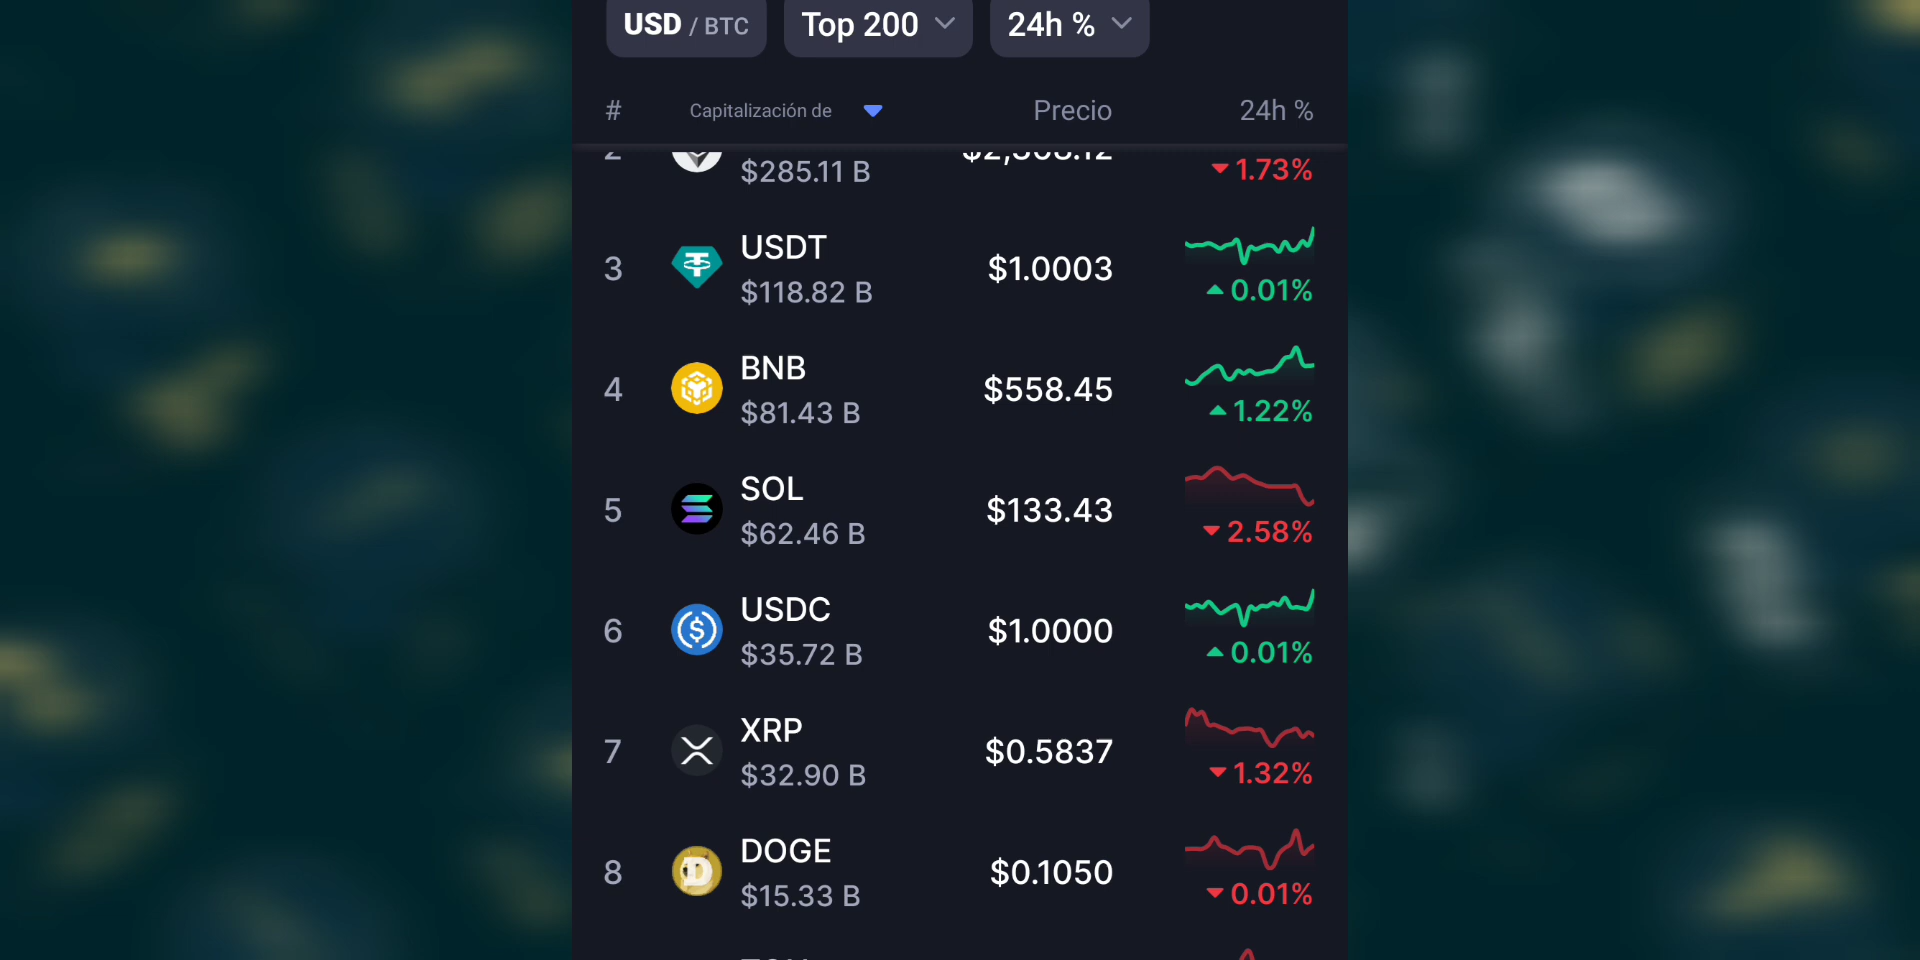 USD / BTC Top 200 24h %
# Capitalización de Precio 24h %
$285.11 B 1.73%
3 USDT $1.0003
$118.82 B 0.01%
4 BNB $558.45
$81.43 B 1.22%
5 SOL $133.43
$62.46 B 2.58%
6 USDC $1.0000
$35.72 B 0.01%
7 XRP $0.5837
$32.90 B 1.32%
8 DOGE $0.1050
$15.33 B 0.01%